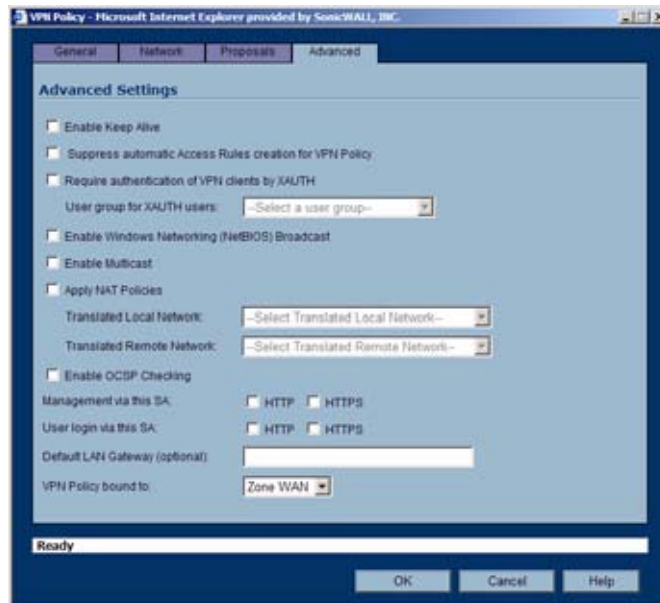 VPN Policy - Microsoft Internet Explorer provided by SonicWALL, INC.
General Network Proposals Advanced
Advanced Settings
Enable Keep Alive
Suppress automatic Access Rules creation for VPN Policy
Require authentication of VPN clients by XAUTH
User group for XAUTH users: --Select a user group--
Enable Windows Networking (NetBIOS) Broadcast
Enable Multicast
Apply NAT Policies
Translated Local Network: --Select Translated Local Network--
Translated Remote Network: --Select Translated Remote Network--
Enable OCSP Checking
Management via this SA: HTTP HTTPS
User login via this SA: HTTP HTTPS
Default LAN Gateway (optional):
VPN Policy bound to: Zone WAN
Ready
OK Cancel Help